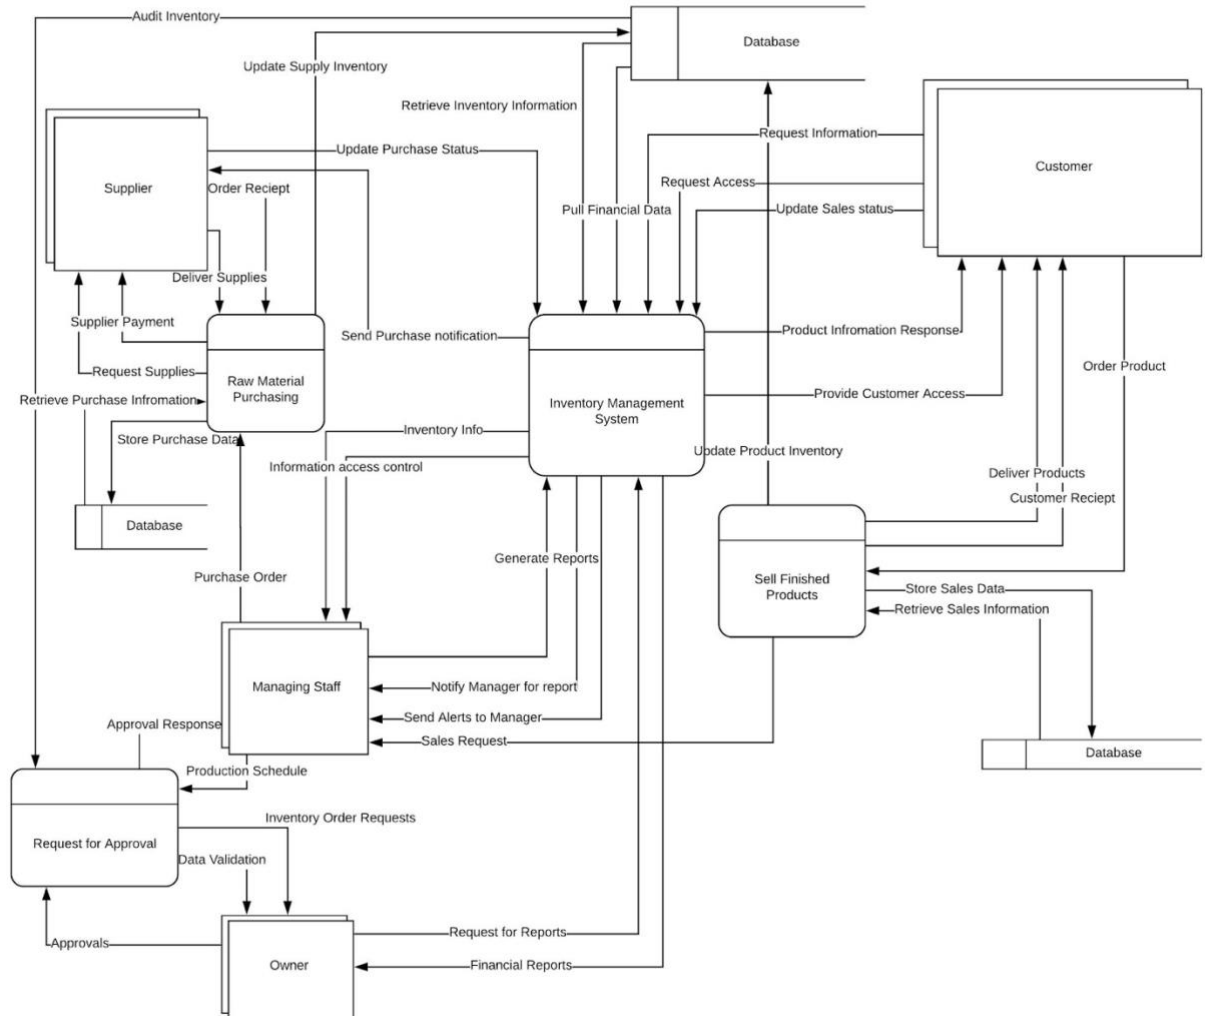 Audit Inventory
Database
Update Supply Inventory
Retrieve Inventory Information
Request Information
Update Purchase Status
Customer
Supplier
Order Reciept
Request Access
Pull Financial Data
Update Sales status
Deliver Supplies
Supplier Payment
Send Purchase notification
Product Infromation Response
Request Supplies
Raw Material
Purchasing
Order Product
Retrieve Purchase Infromation
Inventory Management
System
Provide Customer Access
Store Purchase Data
Inventory Info
Information access control
Update Product Inventory
Deliver Products
Customer Reciept
Database
Generate Reports
Purchase Order
Sell Finished
Products
Store Sales Data
Retrieve Sales Information
Managing Staff
Notify Manager for report
Send Alerts to Manager
Approval Response
Sales Request
Database
Production Schedule
Inventory Order Requests
Request for Approval
Data Validation
Approvals
Request for Reports
Owner
Financial Reports